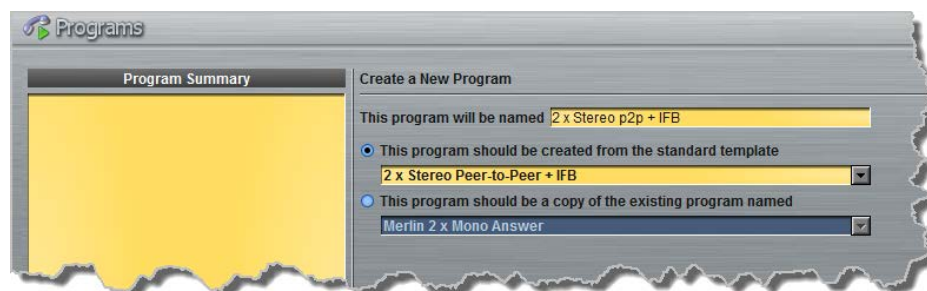 Programs
Program Summary
Create a New Program
This program will be named 2 x Stereo p2p + IFB
This program should be created from the standard template
2 x Stereo Peer-to-Peer + IFB
This program should be a copy of the existing program named
Merlin 2 x Mono Answer